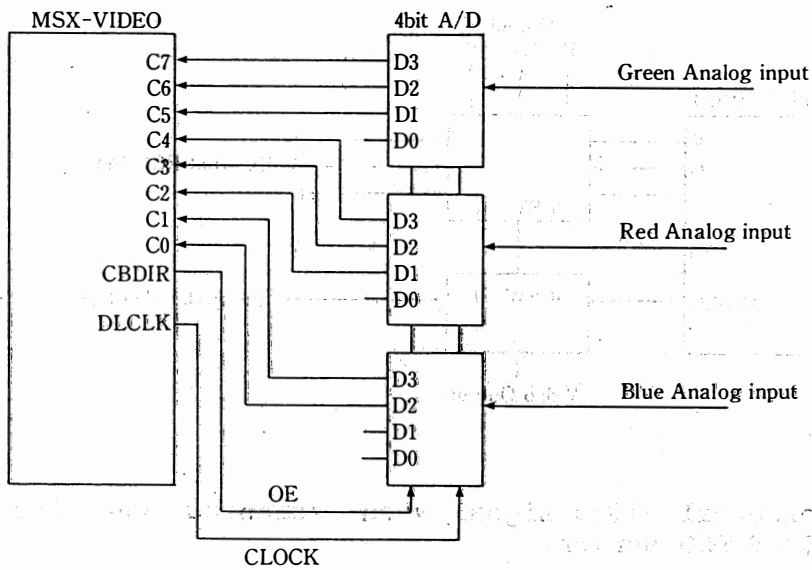 MSX-VIDEO
4bit A/D
C7
C6
C5
C4
C3
C2
C1
C0
CBDIR
DLCLK
D3
D2
D1
D0
Green Analog input
D3
D2
D1
D0
Red Analog input
D3
D2
D1
D0
Blue Analog input
OE
CLOCK